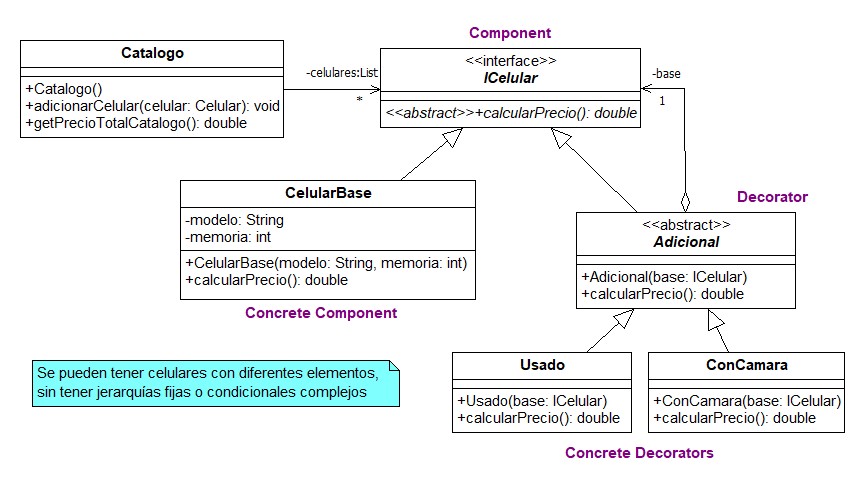 Component
Catalogo
+Catalogo()
+adicionarCelular(celular: Celular): void
+getPrecioTotalCatalogo(): double
-celulares:List
*
<<interface>>
ICelular
<<abstract>>+calcularPrecio(): double
-base
1
CelularBase
-modelo: String
-memoria: int
+CelularBase(modelo: String, memoria: int)
+calcularPrecio(): double
Concrete Component
Decorator
<<abstract>>
Adicional
+Adicional(base: ICelular)
+calcularPrecio(): double
Se pueden tener celulares con diferentes elementos,
sin tener jerarquías fijas o condicionales complejos
Usado
+Usado(base: ICelular)
+calcularPrecio(): double
ConCamara
+ConCamara(base: ICelular)
+calcularPrecio(): double
Concrete Decorators